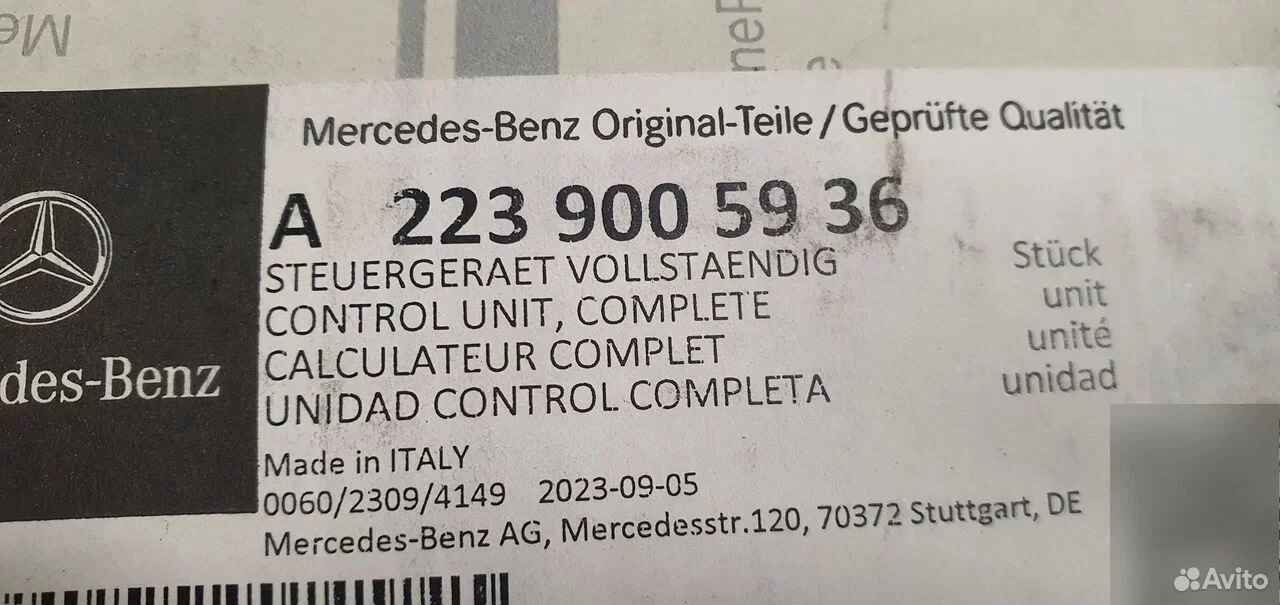 Me
neF
Mercedes-Benz Original-Teile / Geprüfte Qualität
A 223 900 59 36
STEUERGERAET VOLLSTAENDIG
Stück
CONTROL UNIT, COMPLETE
unit
CALCULATEUR COMPLET
unité
UNIDAD CONTROL COMPLETA
unidad
des-Benz
Made in ITALY
0060/2309/4149 2023-09-05
Mercedes-Benz AG, Mercedesstr.120, 70372 Stuttgart, DE
Avito